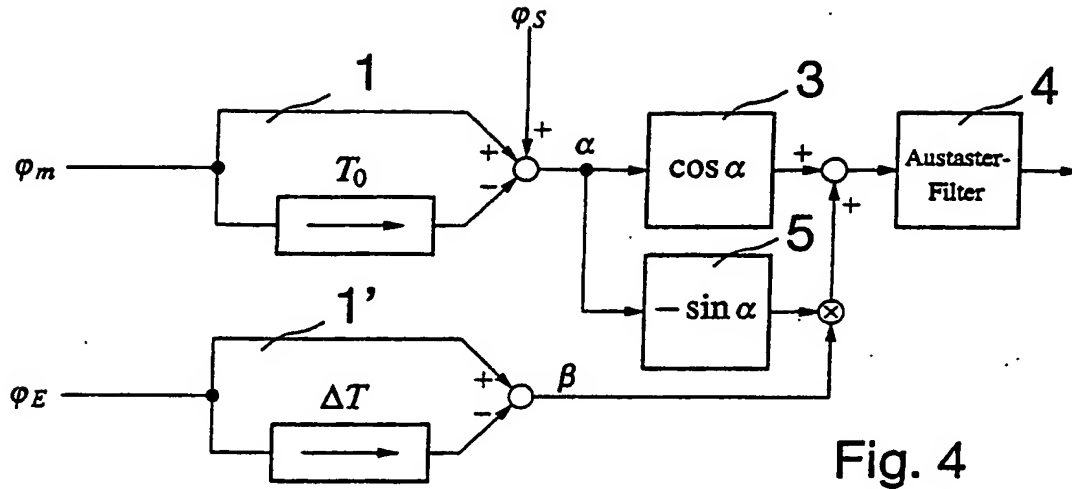 φS
1
3
4
φm
+
+
−
α
cos α
+
Austaster-
Filter
T0
+
5
− sin α
⊗
1’
φE
+
−
β
ΔT
Fig. 4